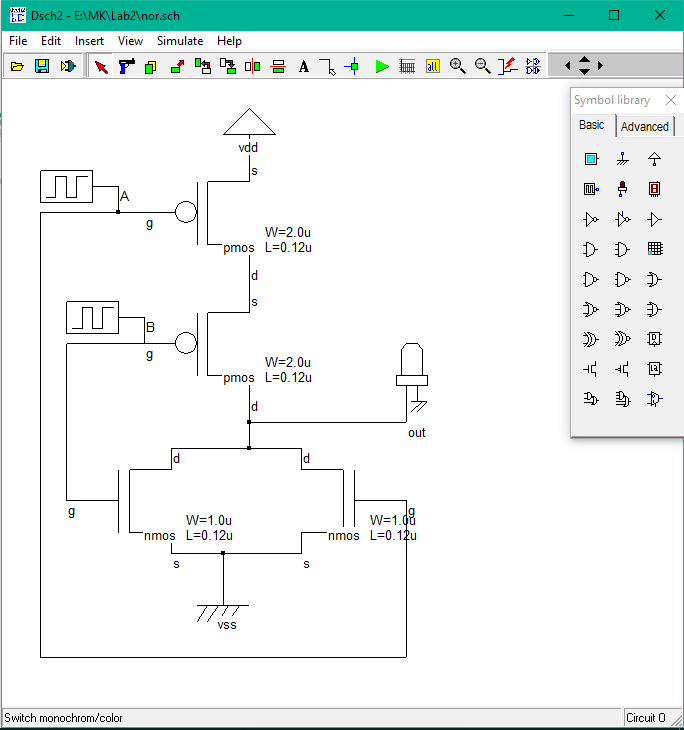 Dsch2 - E:\MK\Lab2\nor.sch
File Edit Insert View Simulate Help
A
all
Symbol library
Basic Advanced
vdd
s
A
g
W=2.0u
pmos L=0.12u
d
s
B
g
W=2.0u
pmos L=0.12u
d
out
d d
g g
W=1.0u W=1.0u
nmos L=0.12u nmos L=0.12u
s s
vss
Switch monochrom/color
Circuit O